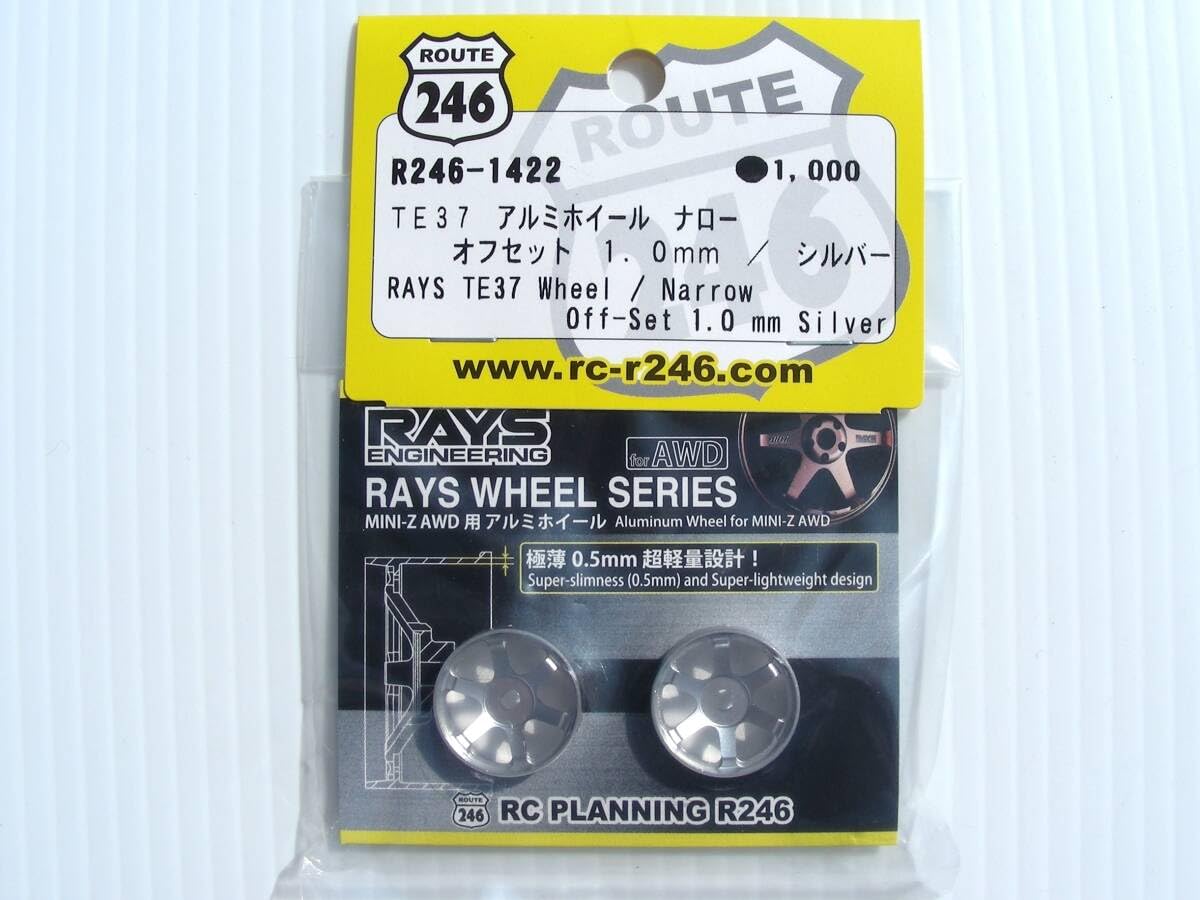 ROUTE
246
ROUTE
246
R246-1422 ●1,000
TE37 アルミホイール ナロー
オフセット 1.0mm / シルバー
RAYS TE37 Wheel / Narrow
Off-Set 1.0 mm Silver
www.rc-r246.com
RAYS
ENGINEERING
for AWD
RAYS WHEEL SERIES
MINI-Z AWD 用 アルミホイール Aluminum Wheel for MINI-Z AWD
極薄 0.5mm 超軽量設計!
Super-slimness (0.5mm) and Super-lightweight design
ROUTE
246
RC PLANNING R246